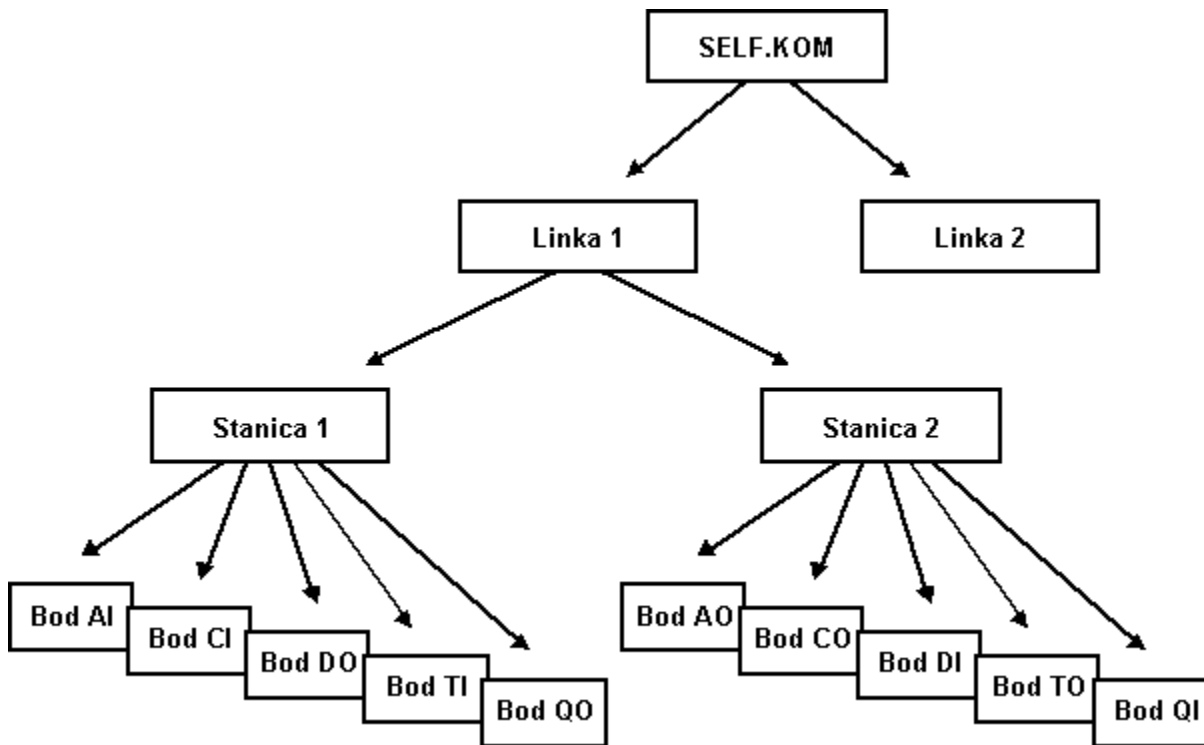 SELF.KOM
Linka 1
Linka 2
Stanica 1
Stanica 2
Bod AI
Bod CI
Bod DO
Bod TI
Bod QO
Bod AO
Bod CO
Bod DI
Bod TO
Bod QI